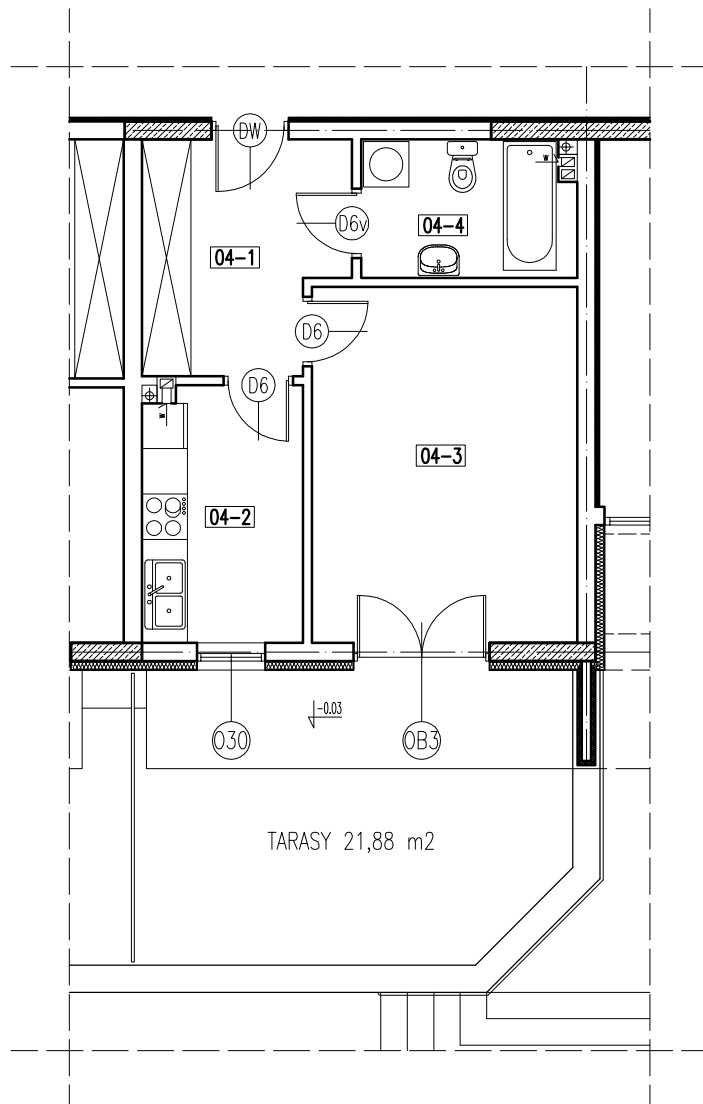 DW
W
D6v
04-4
04-1
D6
D6
W
04-3
04-2
-0.03
O30
OB3
TARASY 21,88 m2